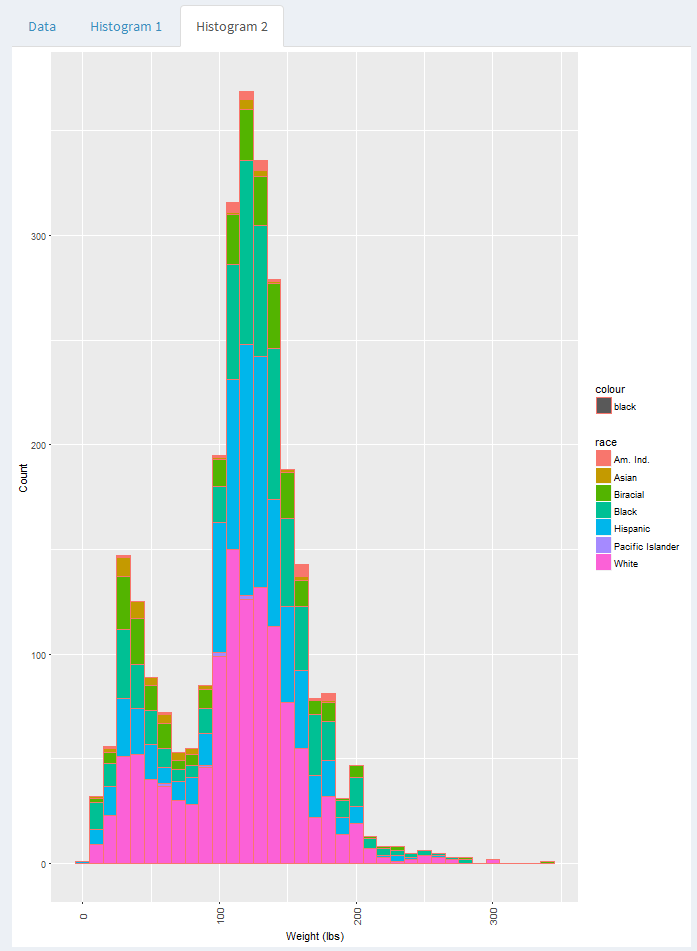 Data Histogram 1 Histogram 2
300
200
100
0
Count
0 100 200 300
Weight (lbs)
colour
black
race
Am. Ind.
Asian
Biracial
Black
Hispanic
Pacific Islander
White